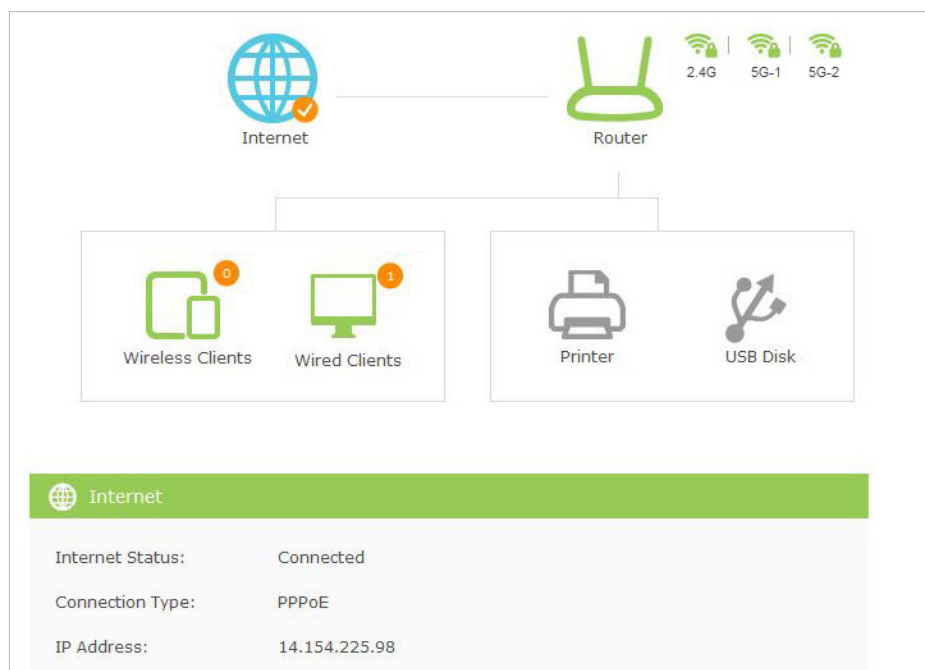 2.4G 5G-1 5G-2
Internet Router
0 1
Wireless Clients Wired Clients Printer USB Disk
Internet
Internet Status: Connected
Connection Type: PPPoE
IP Address: 14.154.225.98